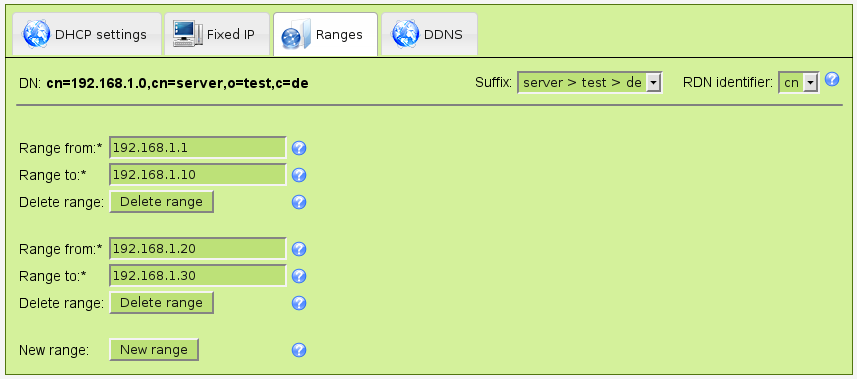 DHCP settings Fixed IP Ranges DDNS
DN: cn=192.168.1.0,cn=server,o=test,c=de Suffix: server > test > de RDN identifier: cn
Range from:* 192.168.1.1
Range to:* 192.168.1.10
Delete range: Delete range
Range from:* 192.168.1.20
Range to:* 192.168.1.30
Delete range: Delete range
New range: New range